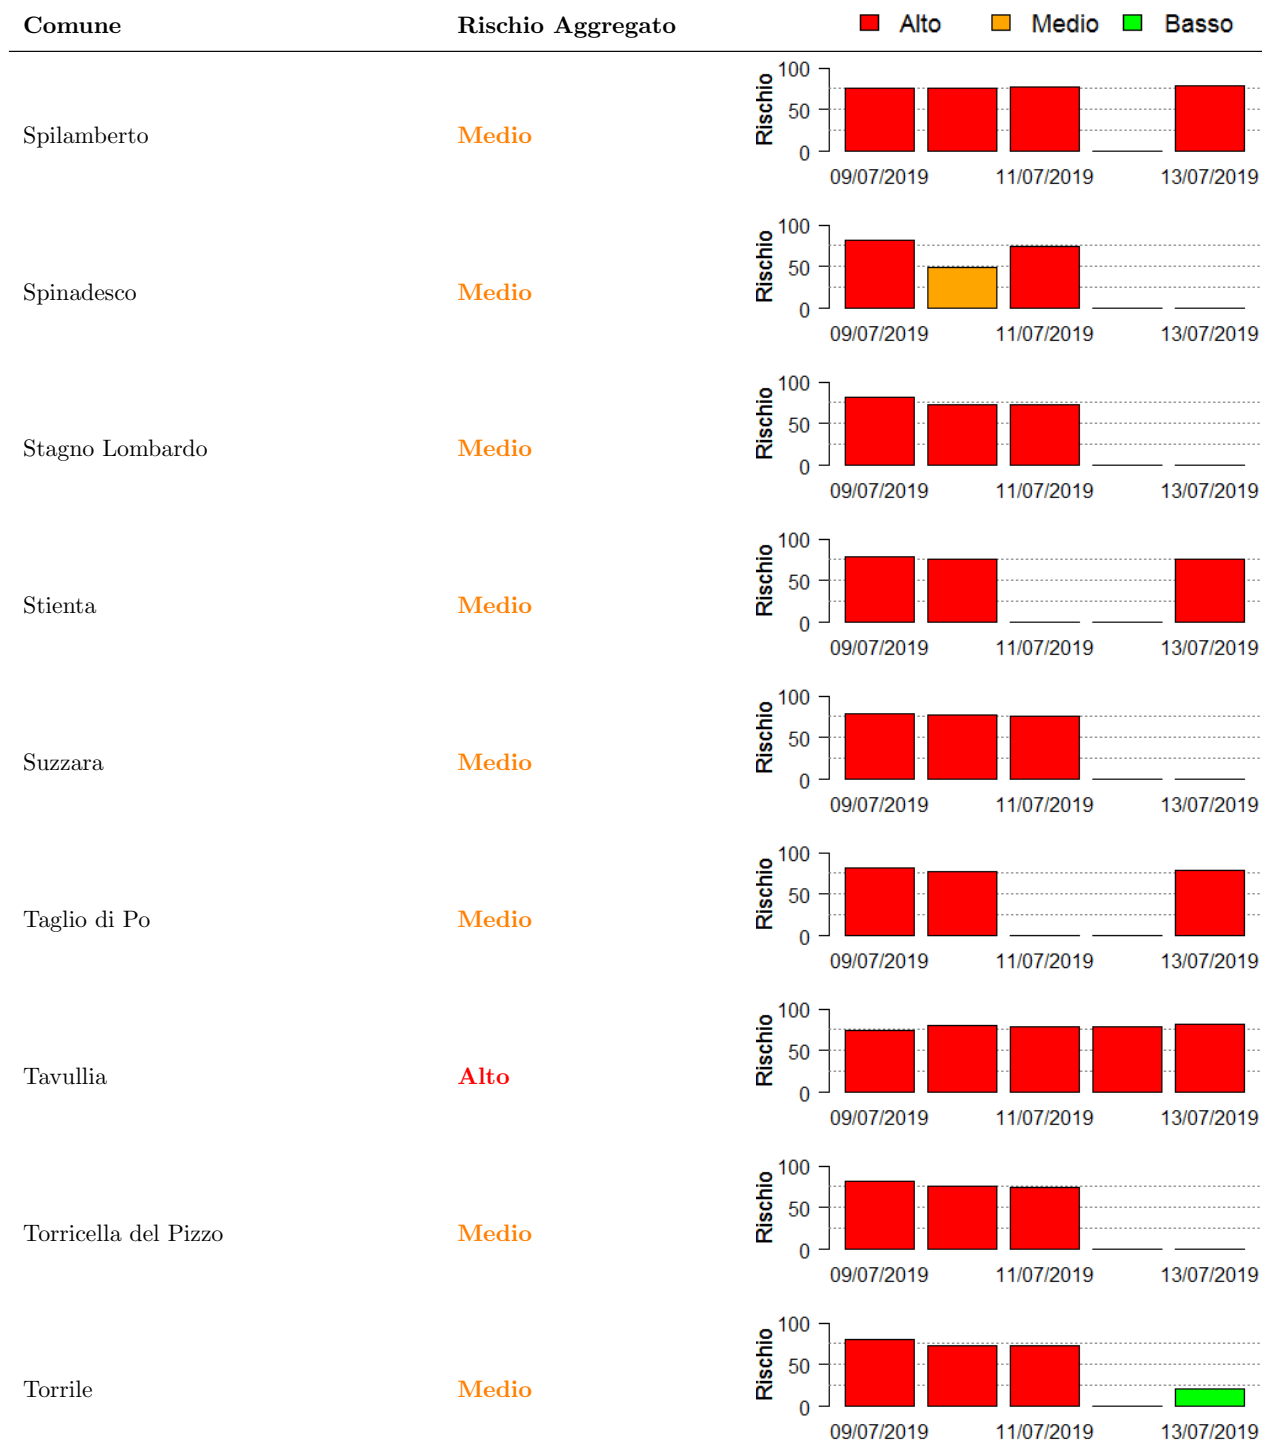 Comune Rischio Aggregato Alto Medio Basso
Spilamberto Medio Rischio 100 50 0
09/07/2019 11/07/2019 13/07/2019
Spinadesco Medio Rischio 100 50 0
09/07/2019 11/07/2019 13/07/2019
Stagno Lombardo Medio Rischio 100 50 0
09/07/2019 11/07/2019 13/07/2019
Stienta Medio Rischio 100 50 0
09/07/2019 11/07/2019 13/07/2019
Suzzara Medio Rischio 100 50 0
09/07/2019 11/07/2019 13/07/2019
Taglio di Po Medio Rischio 100 50 0
09/07/2019 11/07/2019 13/07/2019
Tavullia Alto Rischio 100 50 0
09/07/2019 11/07/2019 13/07/2019
Torricella del Pizzo Medio Rischio 100 50 0
09/07/2019 11/07/2019 13/07/2019
Torrile Medio Rischio 100 50 0
09/07/2019 11/07/2019 13/07/2019